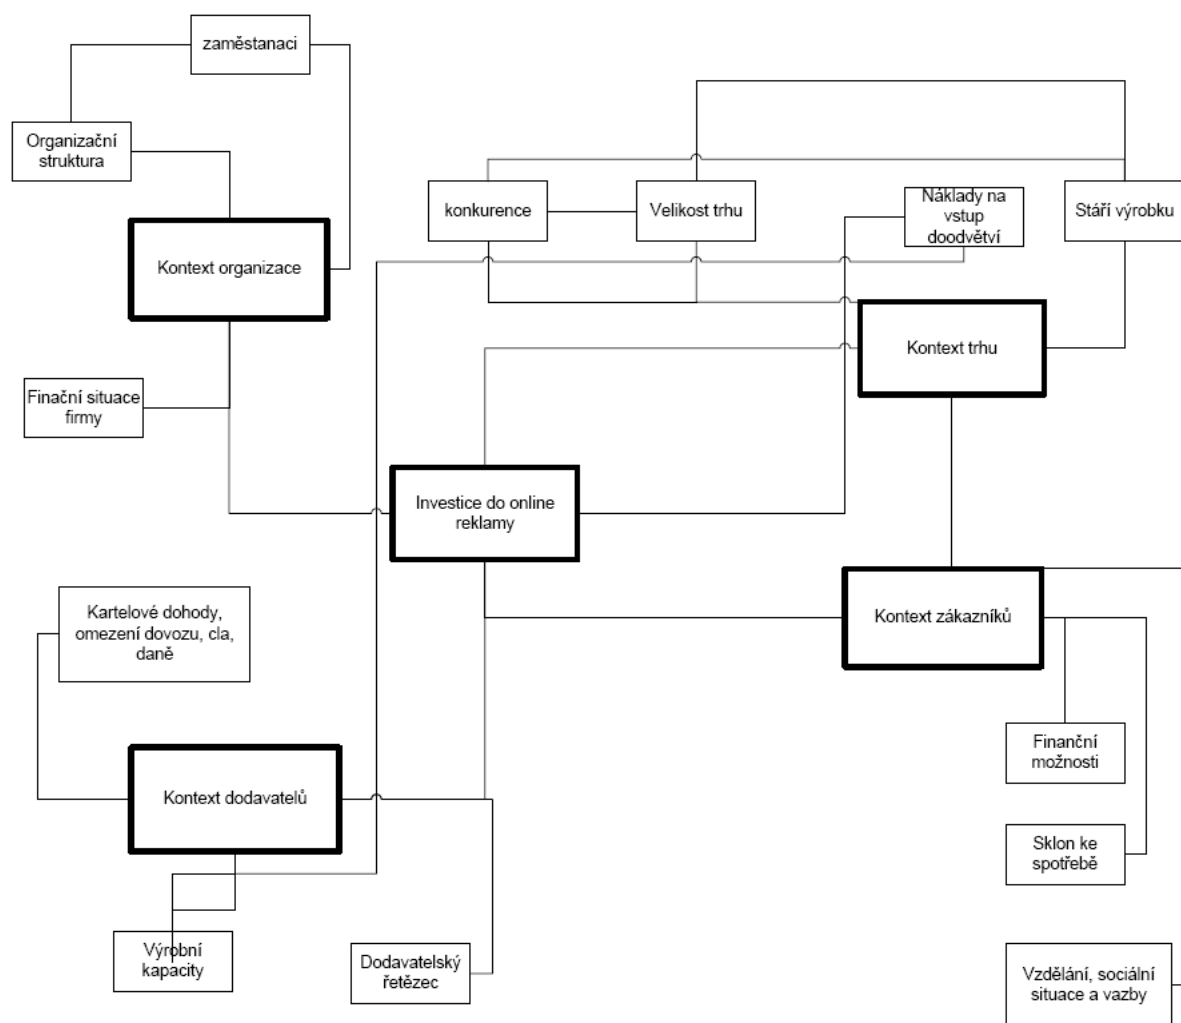 zaměstanaci
Organizační
struktura
konkurence
Velikost trhu
Náklady na
vstup
doodvětví
Stáří výrobku
Kontext organizace
Kontext trhu
Finační situace
firmy
Investice do online
reklamy
Kartelové dohody,
omezení dovozu, cla,
daně
Kontext zákazníků
Finanční
možnosti
Kontext dodavatelů
Sklon ke
spotřebě
Výrobní
kapacity
Dodavatelský
řetězec
Vzdělání, sociální
situace a vazby